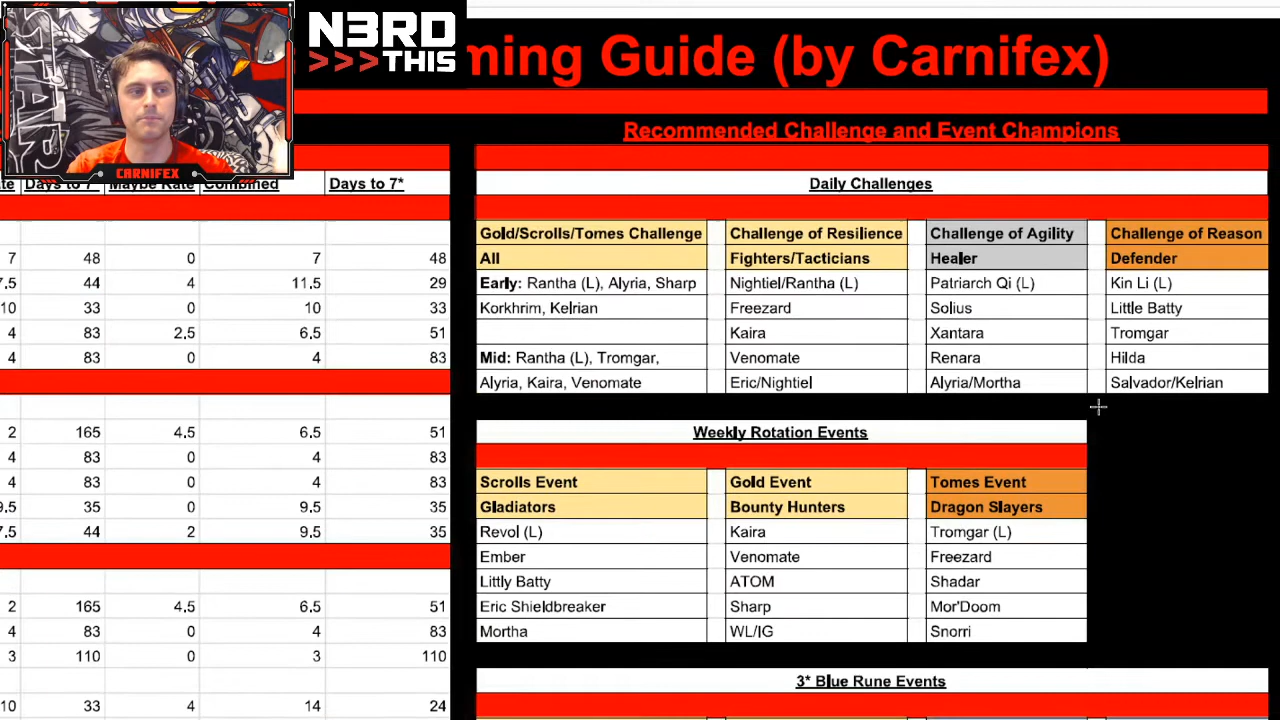 N3RD
>>> THIS
CARNIFEX
ming Guide (by Carnifex)
Recommended Challenge and Event Champions
Days to 7* Maybe Rate Combined Days to 7*
7 48 0 7 48
7.5 44 4 11.5 29
10 33 0 10 33
4 83 2.5 6.5 51
4 83 0 4 83
2 165 4.5 6.5 51
4 83 0 4 83
4 83 0 4 83
9.5 35 0 9.5 35
7.5 44 2 9.5 35
2 165 4.5 6.5 51
4 83 0 4 83
3 110 0 3 110
10 33 4 14 24
Daily Challenges
Gold/Scrolls/Tomes Challenge Challenge of Resilience Challenge of Agility Challenge of Reason
All Fighters/Tacticians Healer Defender
Early: Rantha (L), Alyria, Sharp Nightiel/Rantha (L) Patriarch Qi (L) Kin Li (L)
Korkhrim, Kelrian Freezard Solius Little Batty
Kaira Xantara Tromgar
Mid: Rantha (L), Tromgar, Venomate Renara Hilda
Alyria, Kaira, Venomate Eric/Nightiel Alyria/Mortha Salvador/Kelrian
Weekly Rotation Events
Scrolls Event Gold Event Tomes Event
Gladiators Bounty Hunters Dragon Slayers
Revol (L) Kaira Tromgar (L)
Ember Venomate Freezard
Littly Batty ATOM Shadar
Eric Shieldbreaker Sharp Mor'Doom
Mortha WL/IG Snorri
3* Blue Rune Events